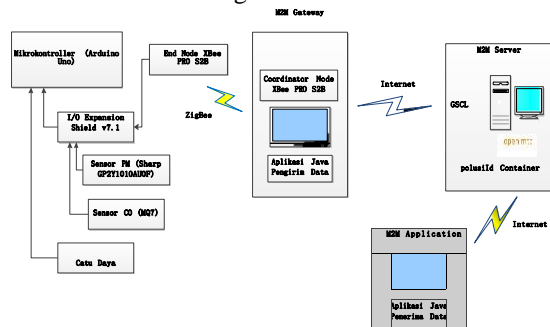 M2M Gateway
Mikrokontroller (Arduino
Uno)
End Node XBee
PRO S2B
I/O Expansion
Shield v7.1
Sensor PM (Sharp
GP2Y1010AU0F)
Sensor CO (MQ7)
Catu Daya
ZigBee
Coordinator Node
XBee PRO S2B
Aplikasi Java
Pengirim Data
Internet
M2M Server
GSCL
openmtc
polusiId Container
Internet
M2M Application
Aplikasi Java
Penerima Data